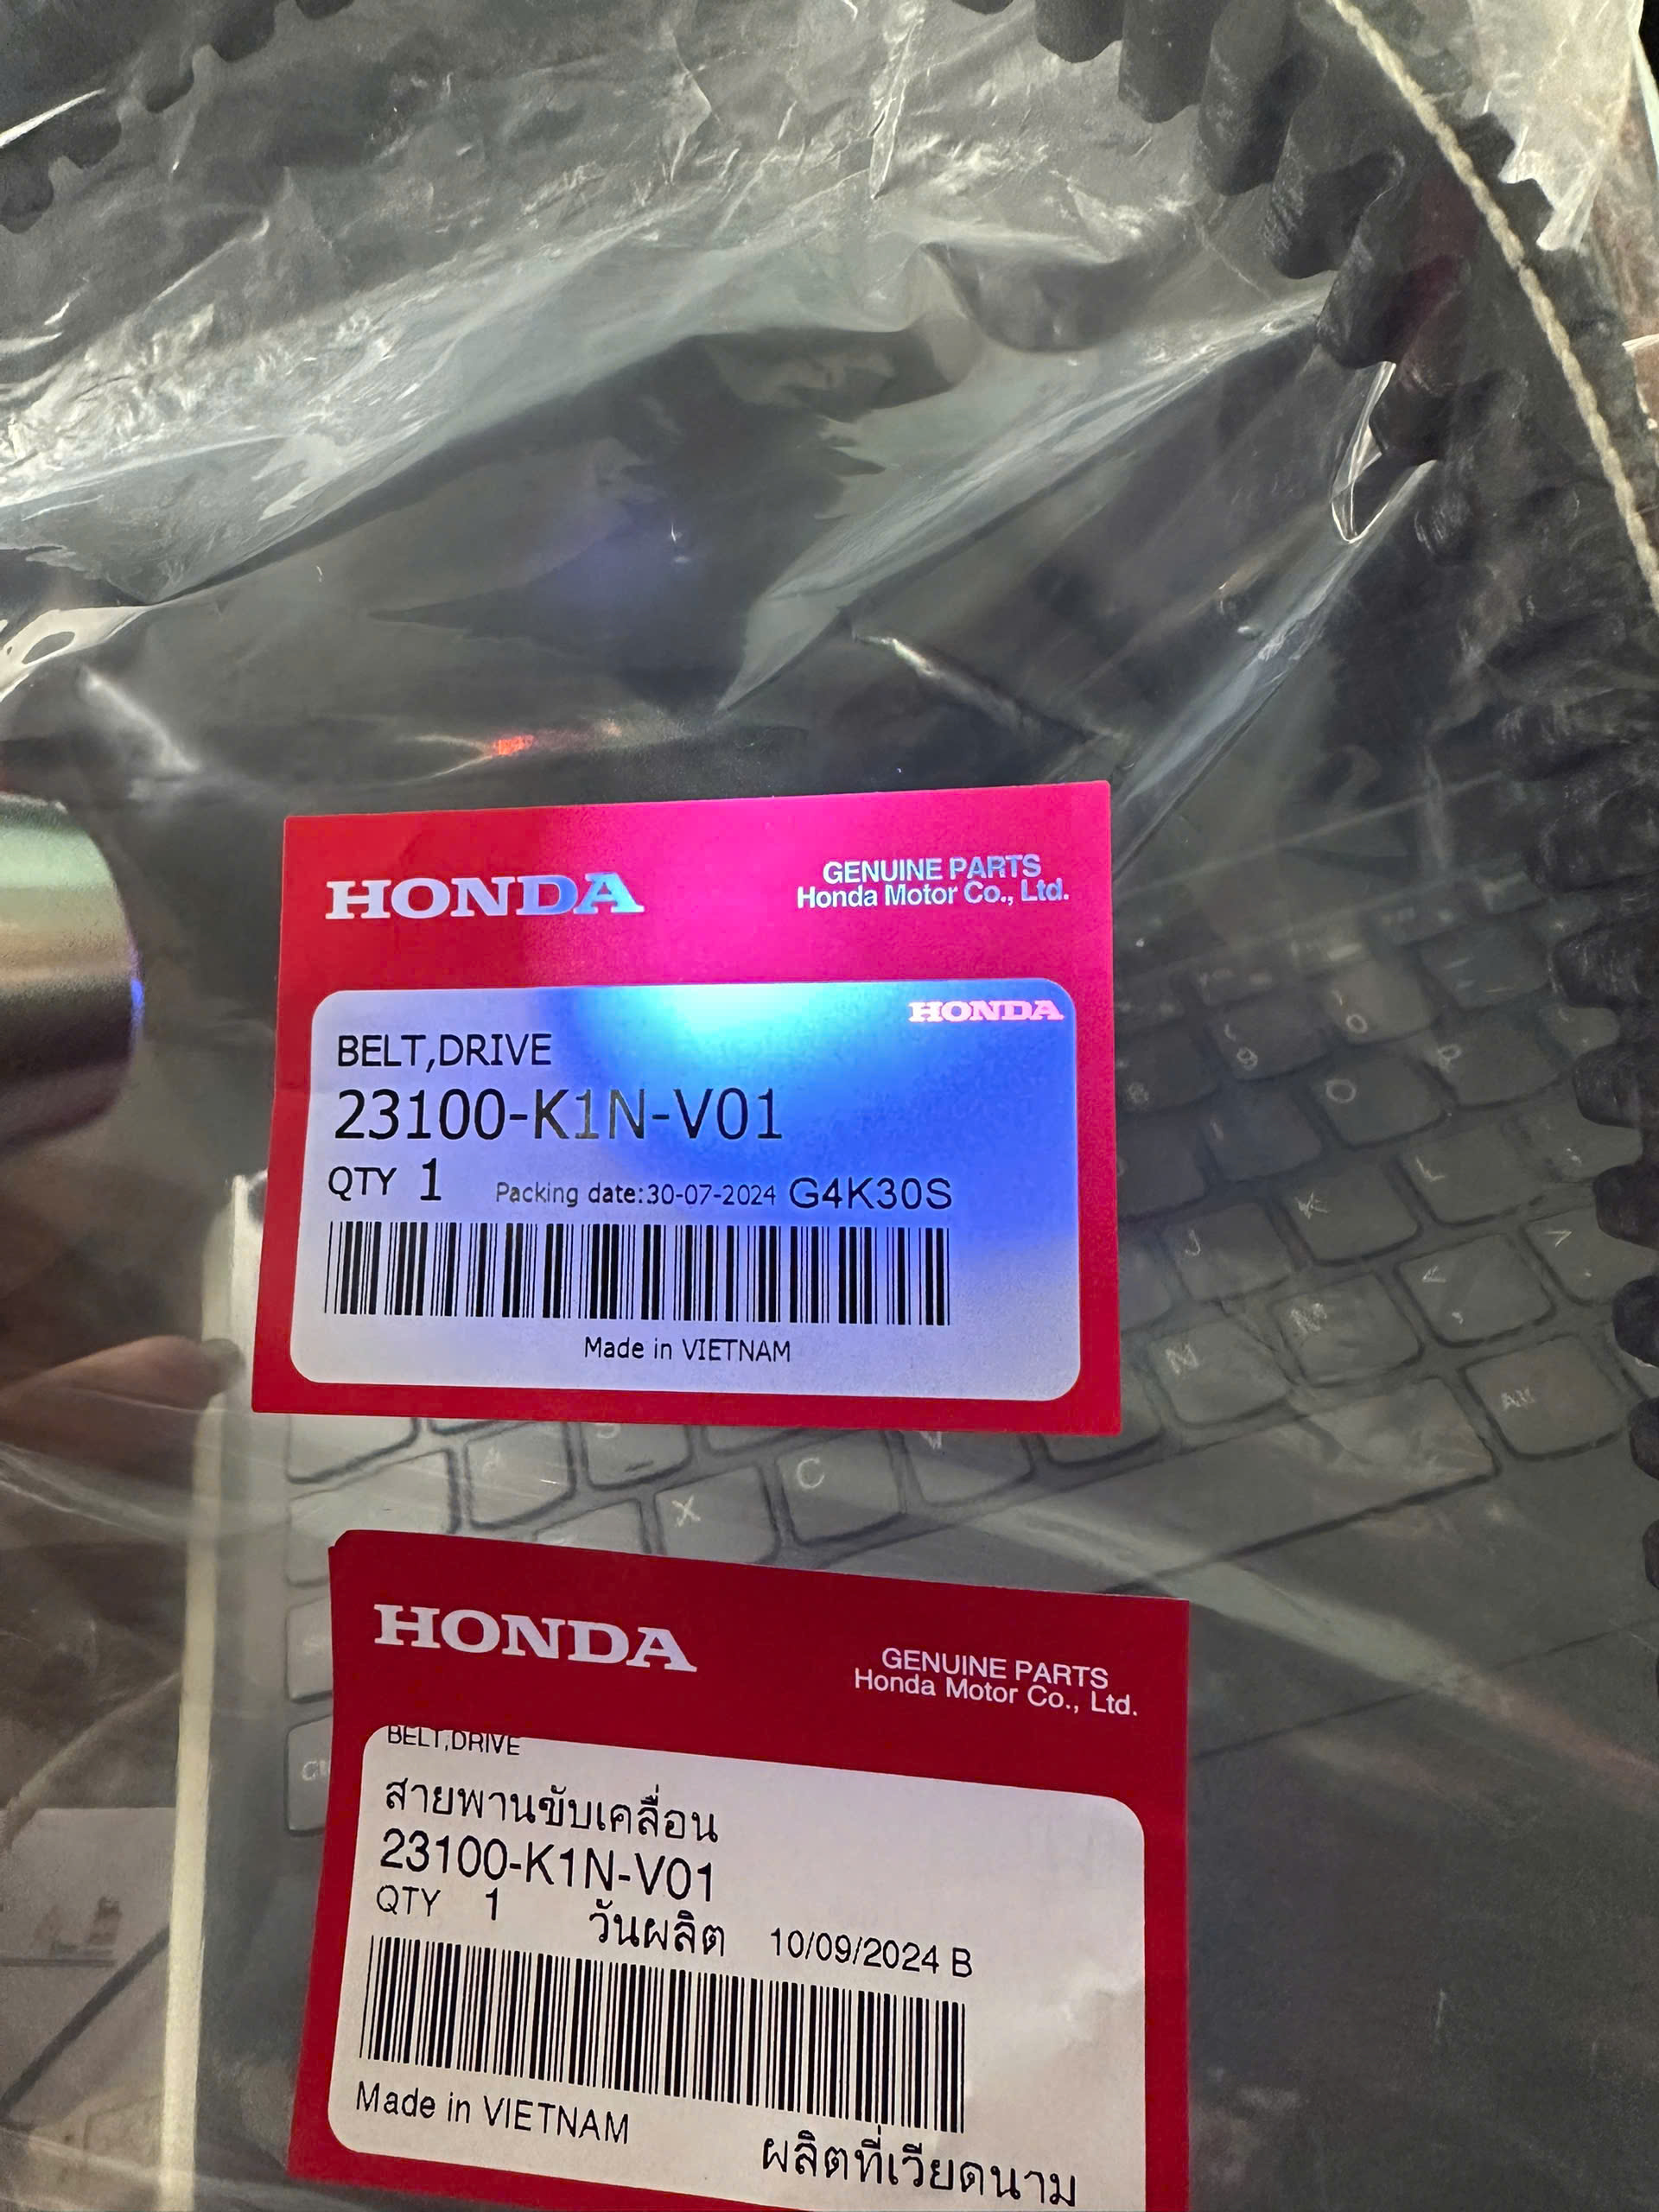 HONDA
GENUINE PARTS
Honda Motor Co., Ltd.
HONDA
BELT,DRIVE
23100-K1N-V01
QTY 1 Packing date:30-07-2024 G4K30S
Made in VIETNAM
HONDA
GENUINE PARTS
Honda Motor Co., Ltd.
BELT,DRIVE
สายพานขับเคลื่อน
23100-K1N-V01
QTY 1 วันผลิต 10/09/2024 B
Made in VIETNAM
ผลิตที่เวียดนาม